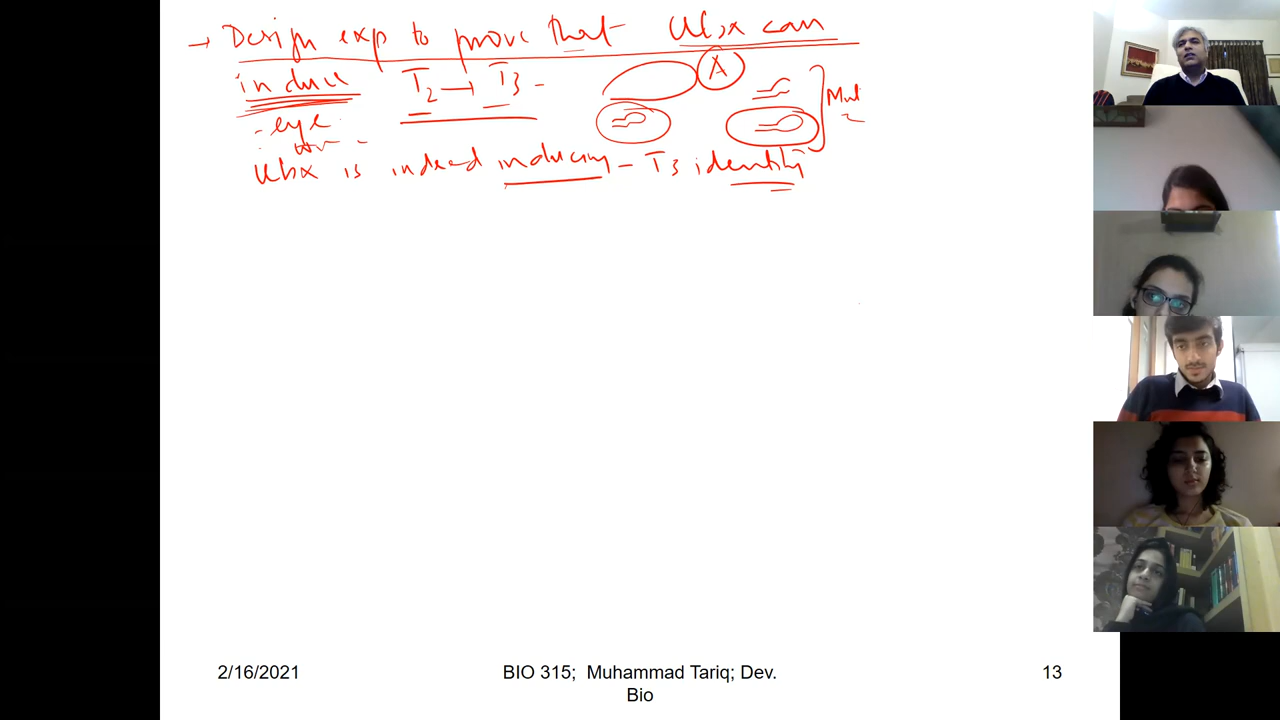 → Design exp to prove that Ubx can
induce T2 → T3 - A
- eye
Ubx is indeed inducing - T3 identity
2/16/2021
BIO 315; Muhammad Tariq; Dev.
Bio
13